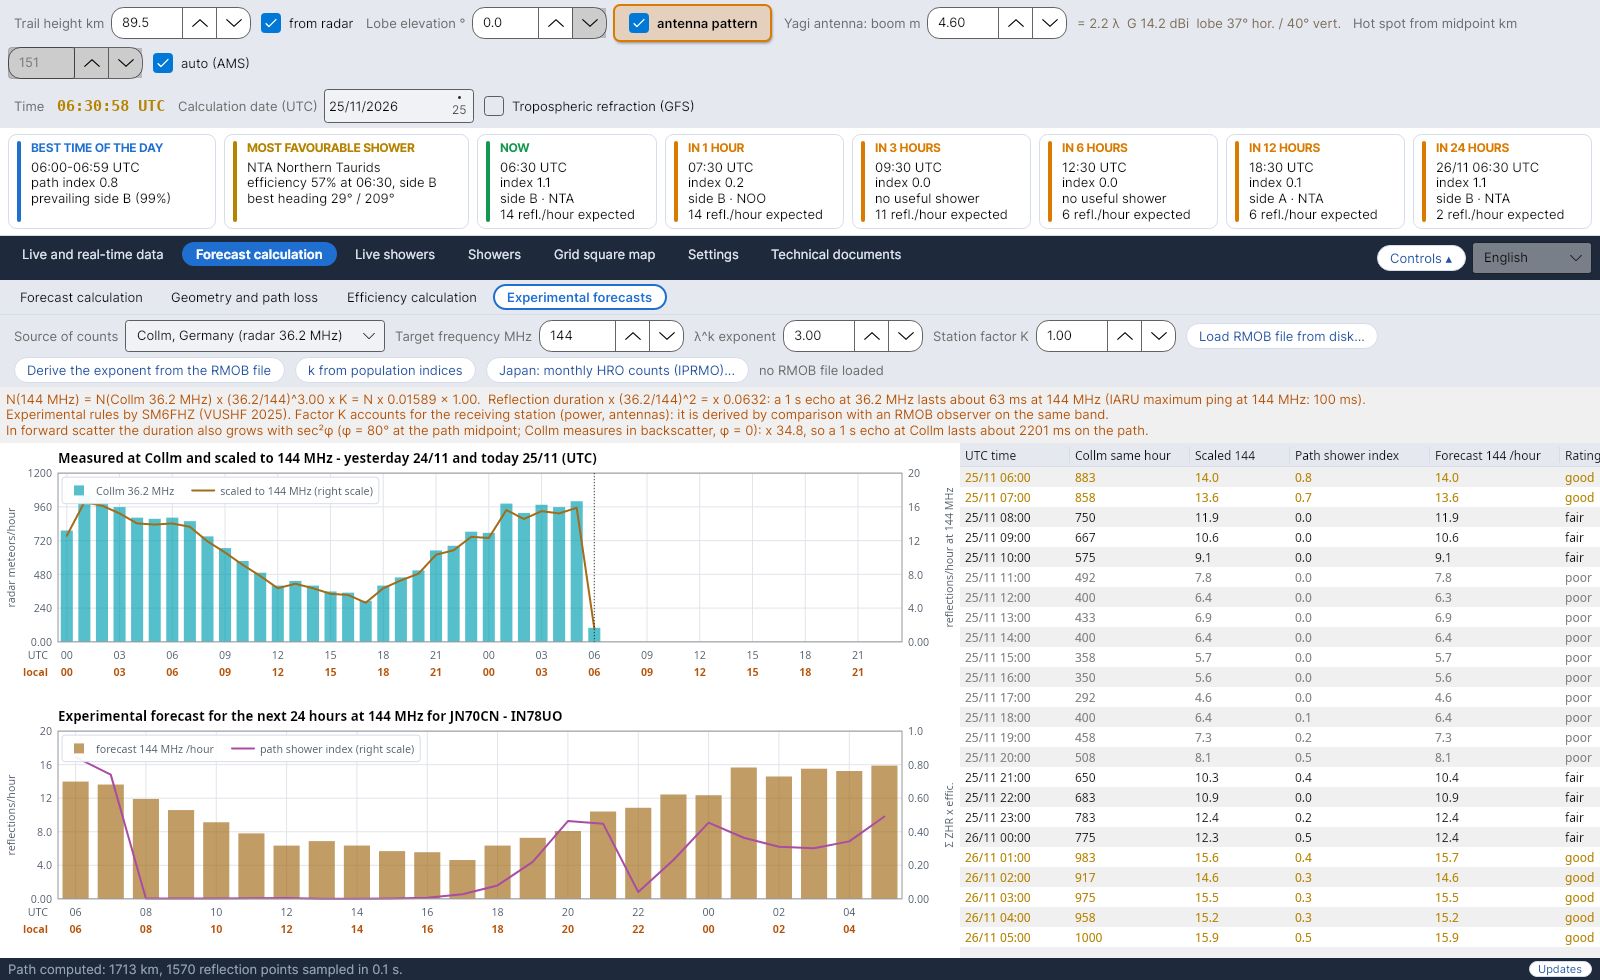 Trail height km 89.5 from radar Lobe elevation ° 0.0 antenna pattern Yagi antenna: boom m 4.60 = 2.2 λ G 14.2 dBi lobe 37° hor. / 40° vert. Hot spot from midpoint km
151 auto (AMS)
Time 06:30:58 UTC Calculation date (UTC) 25/11/2026 25 Tropospheric refraction (GFS)
BEST TIME OF THE DAY
06:00-06:59 UTC
path index 0.8
prevailing side B (99%)
MOST FAVOURABLE SHOWER
NTA Northern Taurids
efficiency 57% at 06:30, side B
best heading 29° / 209°
NOW
06:30 UTC
index 1.1
side B · NTA
14 refl./hour expected
IN 1 HOUR
07:30 UTC
index 0.2
side B · NOO
14 refl./hour expected
IN 3 HOURS
09:30 UTC
index 0.0
no useful shower
11 refl./hour expected
IN 6 HOURS
12:30 UTC
index 0.0
no useful shower
6 refl./hour expected
IN 12 HOURS
18:30 UTC
index 0.1
side A · NTA
6 refl./hour expected
IN 24 HOURS
26/11 06:30 UTC
index 1.1
side B · NTA
2 refl./hour expected
Live and real-time data Forecast calculation Live showers Showers Grid square map Settings Technical documents Controls ▴ English
Forecast calculation Geometry and path loss Efficiency calculation Experimental forecasts
Source of counts Collm, Germany (radar 36.2 MHz) Target frequency MHz 144 λ^k exponent 3.00 Station factor K 1.00 Load RMOB file from disk...
Derive the exponent from the RMOB file k from population indices Japan: monthly HRO counts (IPRMO)... no RMOB file loaded
N(144 MHz) = N(Collm 36.2 MHz) x (36.2/144)^3.00 x K = N x 0.01589 × 1.00. Reflection duration x (36.2/144)^2 = x 0.0632: a 1 s echo at 36.2 MHz lasts about 63 ms at 144 MHz (IARU maximum ping at 144 MHz: 100 ms).
Experimental rules by SM6FHZ (VUSHF 2025). Factor K accounts for the receiving station (power, antennas): it is derived by comparison with an RMOB observer on the same band.
In forward scatter the duration also grows with sec²φ (φ = 80° at the path midpoint; Collm measures in backscatter, φ = 0): x 34.8, so a 1 s echo at Collm lasts about 2201 ms on the path.
Measured at Collm and scaled to 144 MHz - yesterday 24/11 and today 25/11 (UTC)
Collm 36.2 MHz scaled to 144 MHz (right scale)
radar meteors/hour
1200
960
720
480
240
0.00
20
16
12
8.0
4.0
0.00
reflections/hour at 144 MHz
UTC 00 03 06 09 12 15 18 21 00 03 06 09 12 15 18 21
local 00 03 06 09 12 15 18 21 00 03 06 09 12 15 18 21
Experimental forecast for the next 24 hours at 144 MHz for JN70CN - IN78UO
forecast 144 MHz /hour path shower index (right scale)
reflections/hour
20
16
12
8.0
4.0
0.00
1.0
0.80
0.60
0.40
0.20
0.00
Σ ZHR x effic.
UTC 06 08 10 12 14 16 18 20 22 00 02 04
local 06 08 10 12 14 16 18 20 22 00 02 04
UTC time Collm same hour Scaled 144 Path shower index Forecast 144 /hour Rating
25/11 06:00 883 14.0 0.8 14.0 good
25/11 07:00 858 13.6 0.7 13.6 good
25/11 08:00 750 11.9 0.0 11.9 fair
25/11 09:00 667 10.6 0.0 10.6 fair
25/11 10:00 575 9.1 0.0 9.1 fair
25/11 11:00 492 7.8 0.0 7.8 poor
25/11 12:00 400 6.4 0.0 6.3 poor
25/11 13:00 433 6.9 0.0 6.9 poor
25/11 14:00 400 6.4 0.0 6.4 poor
25/11 15:00 358 5.7 0.0 5.7 poor
25/11 16:00 350 5.6 0.0 5.6 poor
25/11 17:00 292 4.6 0.0 4.6 poor
25/11 18:00 400 6.4 0.1 6.4 poor
25/11 19:00 458 7.3 0.2 7.3 poor
25/11 20:00 508 8.1 0.5 8.1 poor
25/11 21:00 650 10.3 0.4 10.4 fair
25/11 22:00 683 10.9 0.0 10.9 fair
25/11 23:00 783 12.4 0.2 12.4 fair
26/11 00:00 775 12.3 0.5 12.4 fair
26/11 01:00 983 15.6 0.4 15.7 good
26/11 02:00 917 14.6 0.3 14.6 good
26/11 03:00 975 15.5 0.3 15.5 good
26/11 04:00 958 15.2 0.3 15.2 good
26/11 05:00 1000 15.9 0.5 15.9 good
Path computed: 1713 km, 1570 reflection points sampled in 0.1 s. Updates